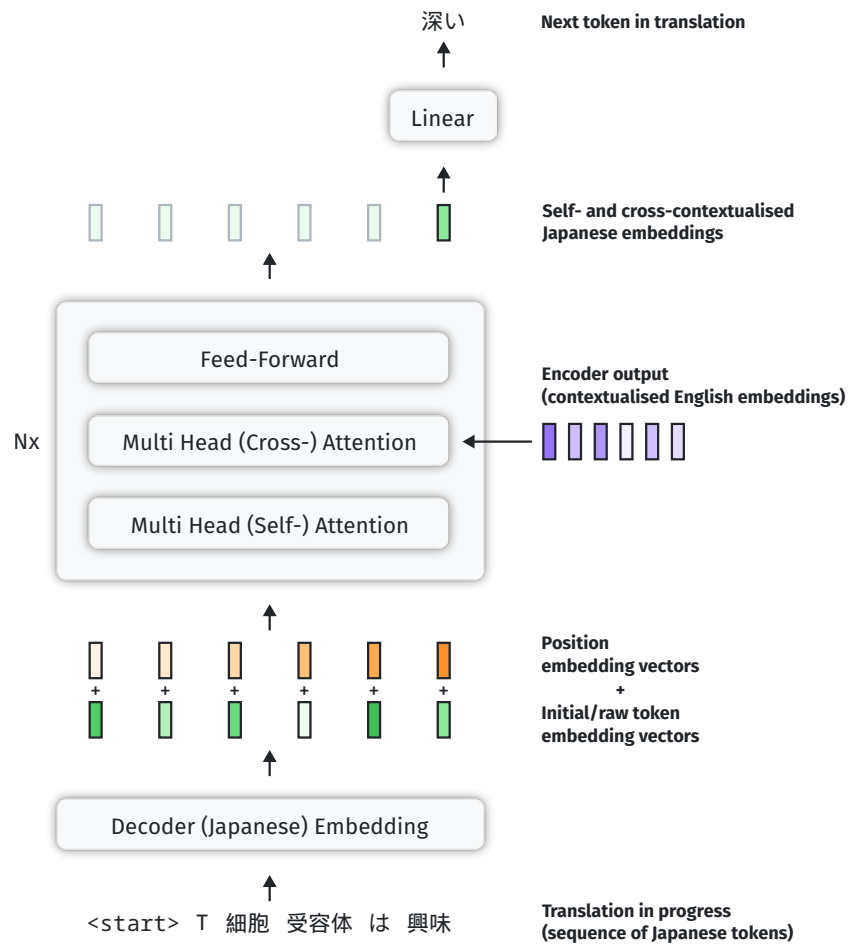 深い
Next token in translation
Linear
Self- and cross-contextualised
Japanese embeddings
Feed-Forward
Encoder output
(contextualised English embeddings)
Nx
Multi Head (Cross-) Attention
Multi Head (Self-) Attention
Position
embedding vectors
+ + + + + +
+
Initial/raw token
embedding vectors
Decoder (Japanese) Embedding
<start> T 細胞 受容体 は 興味
Translation in progress
(sequence of Japanese tokens)